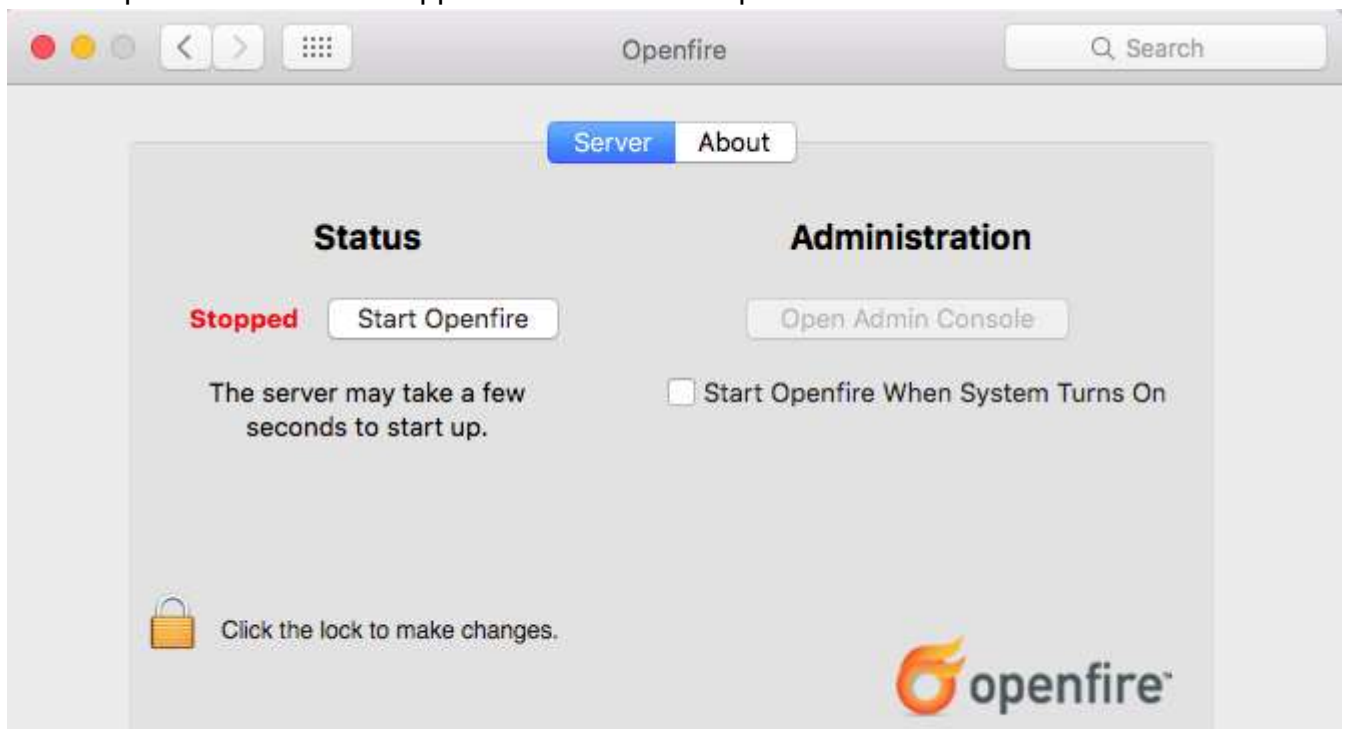 Openfire
Search
Server About
Status
Administration
Stopped Start Openfire
Open Admin Console
The server may take a few
seconds to start up.
Start Openfire When System Turns On
Click the lock to make changes.
openfire™